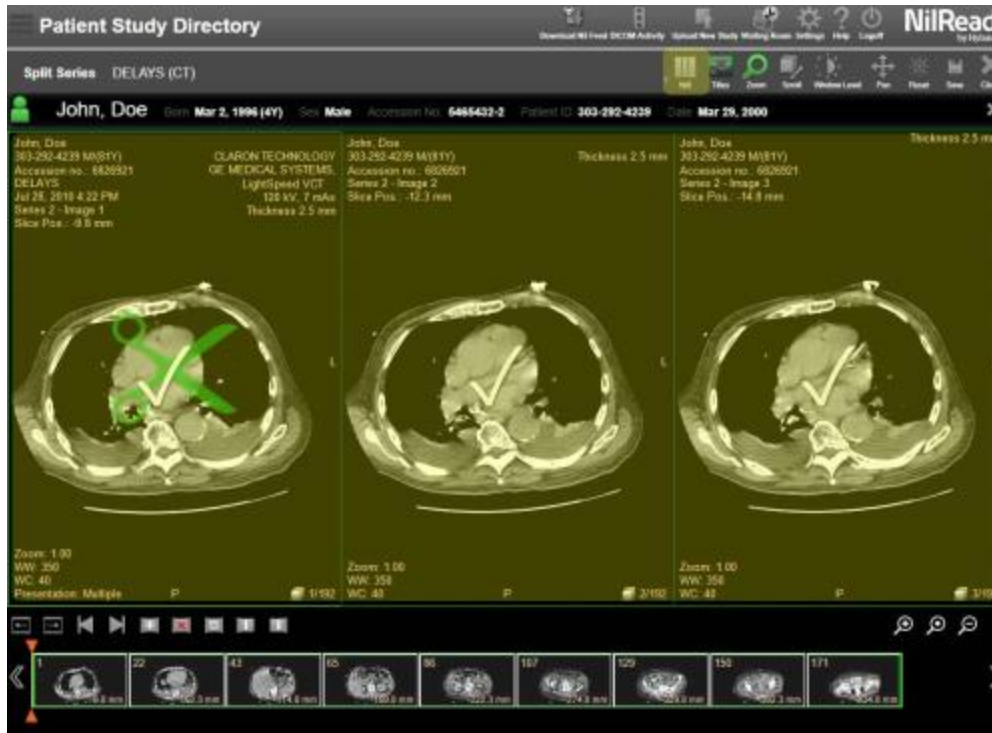 Patient Study Directory
Download Nil Feed DICOM Activity Upload New Study Waiting Room Settings Help Logoff
NilRead
Split Series DELAYS (CT)
Tiles Zoom Scroll Window Level Pan Reset Save
John, Doe Born Mar 2, 1996 (4Y) Sex Male Accession No. 5465432-2 Patient ID 303-292-4239 Date Mar 29, 2000
John, Doe
303-292-4239 M/(81Y)
Accession no.: 6826921
DELAYS
Jul 28, 2010 4:22 PM
Series 2 - Image 1
Slice Pos.: -9.8 mm
CLARON TECHNOLOGY
GE MEDICAL SYSTEMS,
LightSpeed VCT
120 kV, 7 mAs
Thickness 2.5 mm
L
Zoom: 1.00
WW: 350
WC: 40
Presentation: Multiple
P
1/192
John, Doe
303-292-4239 M/(81Y)
Accession no.: 6826921
Series 2 - Image 2
Slice Pos.: -12.3 mm
Thickness 2.5 mm
L
Zoom: 1.00
WW: 350
WC: 40
P
2/192
John, Doe
303-292-4239 M/(81Y)
Accession no.: 6826921
Series 2 - Image 3
Slice Pos.: -14.8 mm
Thickness 2.5 m
Zoom: 1.00
WW: 350
WC: 40
P
3/19
1 22 43 65 86 107 129 150 171